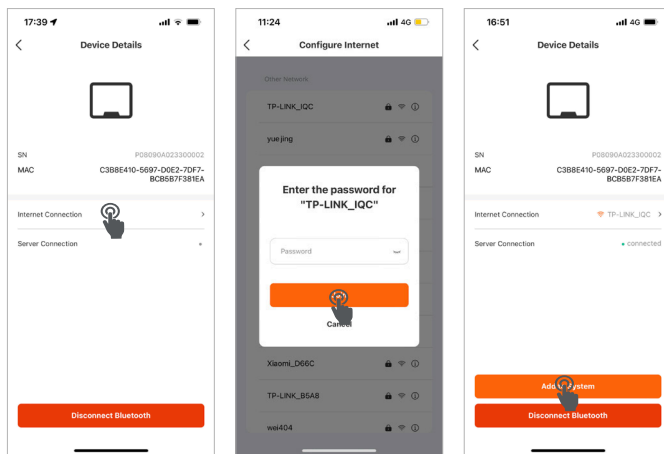 17:39
Device Details
SN P08090A023300002
MAC C3B8E410-5697-D0E2-7DF7-
BCB5B7F381EA
Internet Connection
Server Connection
Disconnect Bluetooth
11:24 4G
Configure Internet
Other network
TP-LINK_IQC
yuejing
Enter the password for
"TP-LINK_IQC"
Password
Cancel
Xiaomi_D66C
TP-LINK_B5A8
wei404
16:51 4G
Device Details
SN P08090A023300002
MAC C3B8E410-5697-D0E2-7DF7-
BCB5B7F381EA
Internet Connection TP-LINK_IQC
Server Connection connected
Disconnect Bluetooth